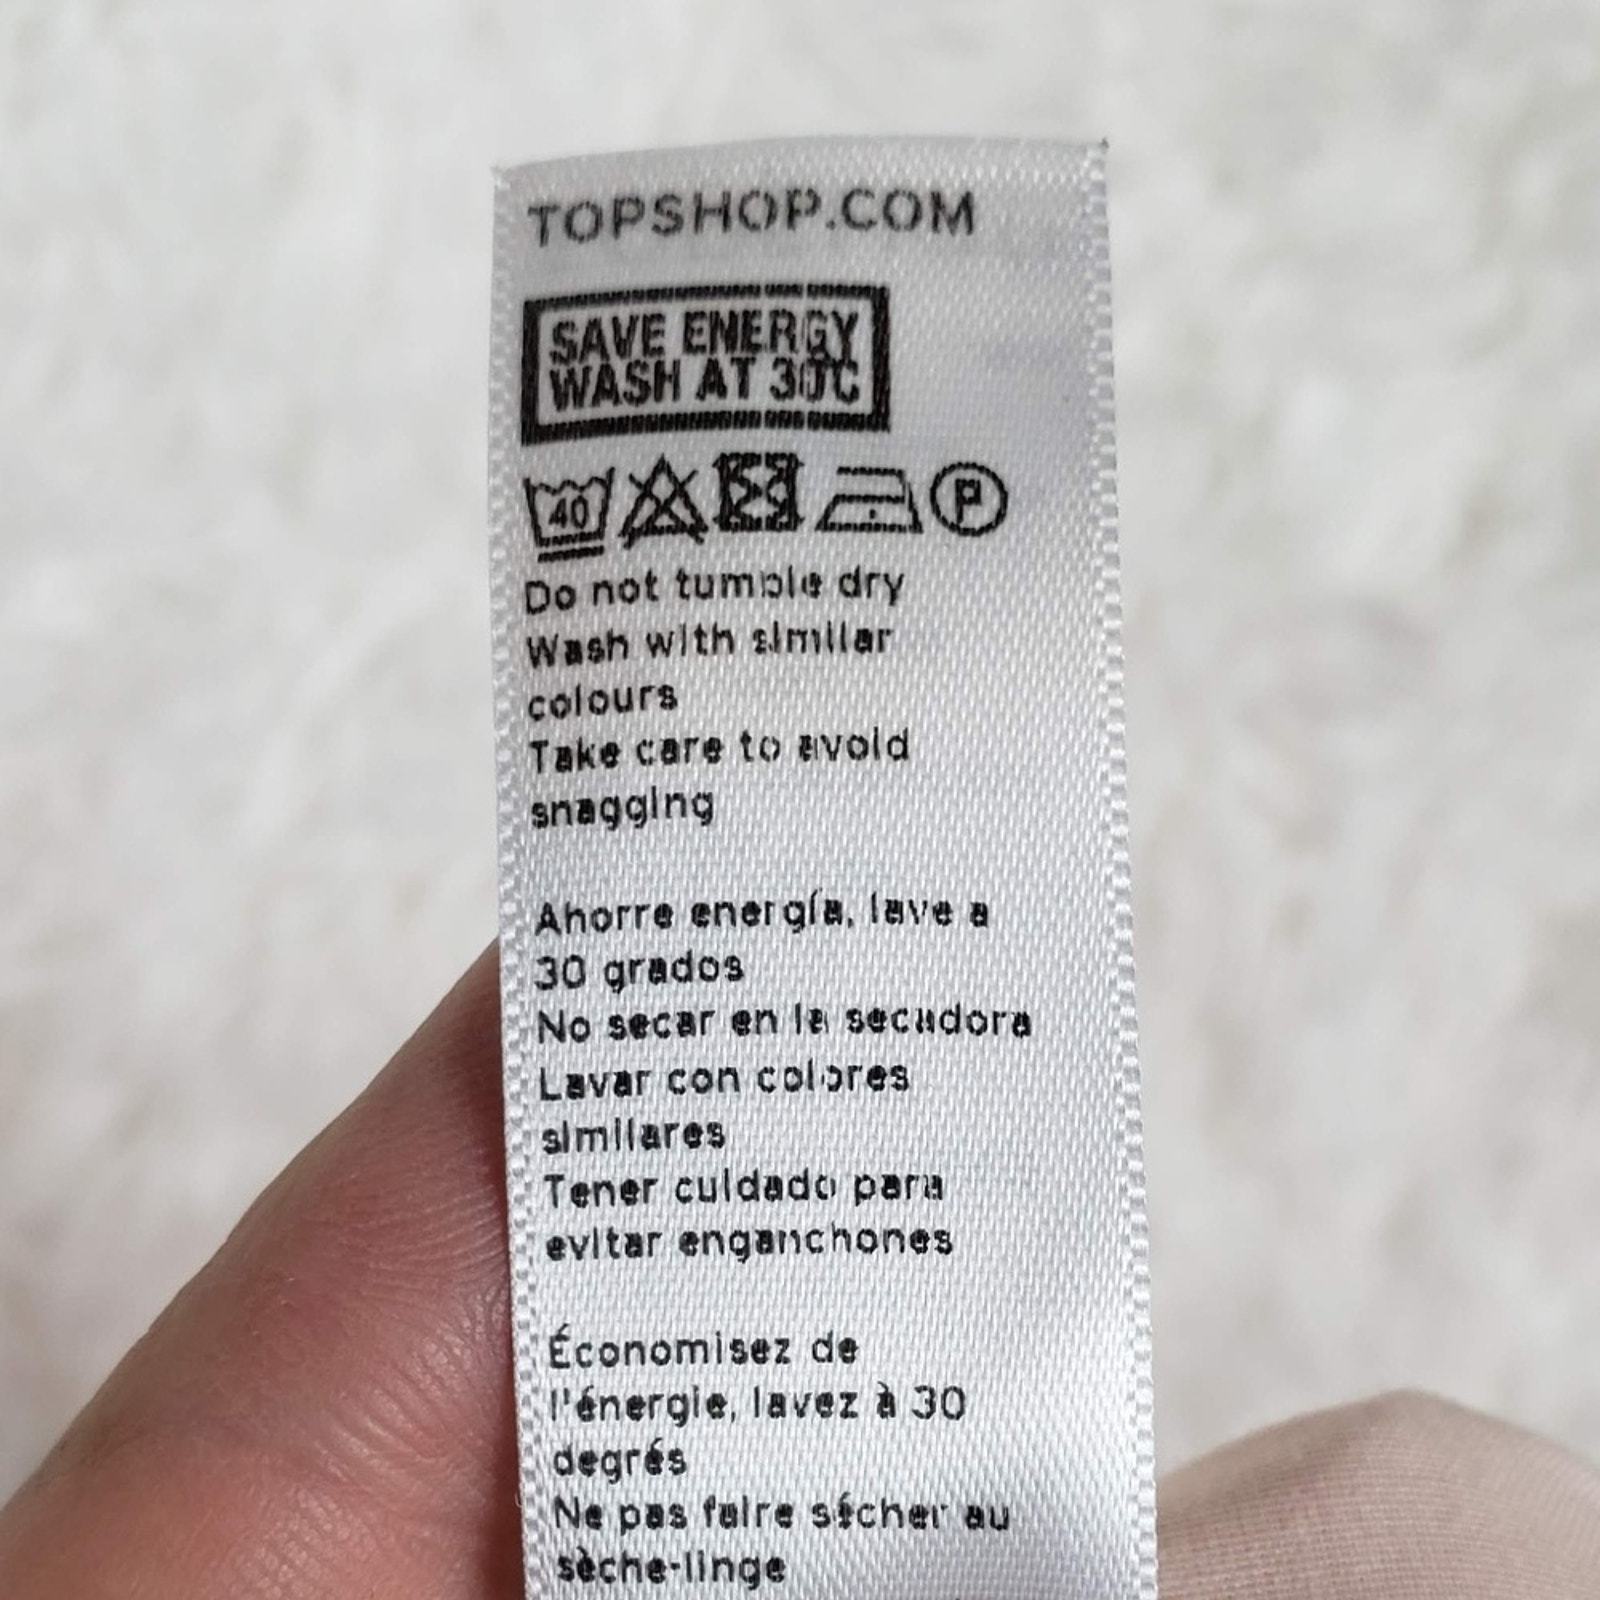 TOPSHOP.COM
SAVE ENERGY
WASH AT 30°C
40 P
Do not tumble dry
Wash with similar
colours
Take care to avoid
snagging
Ahorre energía, lave a
30 grados
No secar en la secadora
Lavar con colores
similares
Tener cuidado para
evitar enganchones
Économisez de
l'énergie, lavez à 30
degrés
Ne pas faire sécher au
sèche-linge